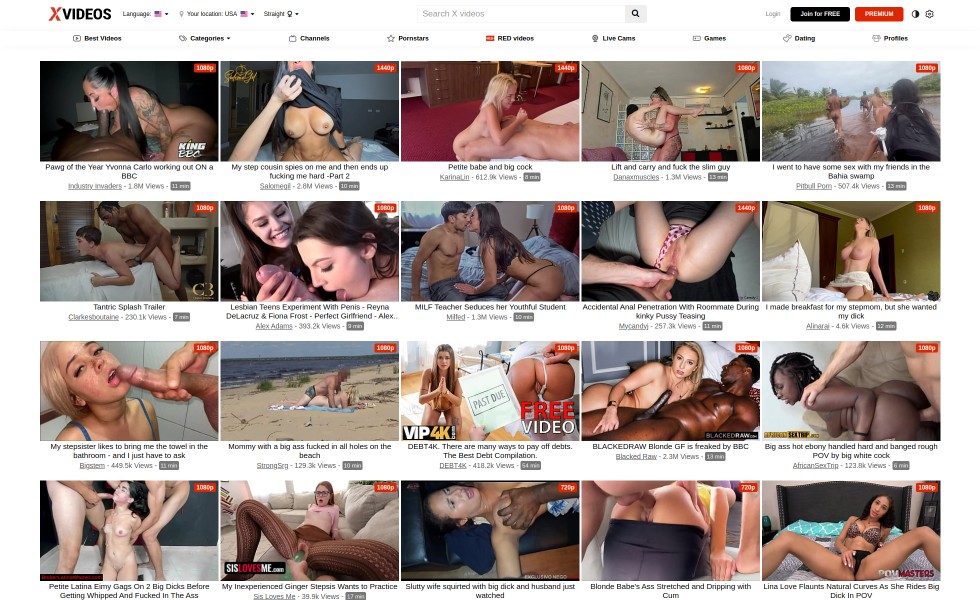 XVIDEOS
Language:
Your location: USA
Straight
Search X videos
Login
Join for FREE
PREMIUM
Best Videos
Categories
Channels
Pornstars
RED videos
Live Cams
Games
Dating
Profiles
1080p
KING
BBC
Pawg of the Year Yvonna Carlo working out ON a
BBC
Industry Invaders - 1.8M Views - 11 min
1440p
My step cousin spies on me and then ends up
fucking me hard -Part 2
Salomegil - 2.8M Views - 10 min
1440p
Petite babe and big cock
KarinaLin - 612.9k Views - 8 min
1080p
Lift and carry and fuck the slim guy
Danaxmuscles - 1.3M Views - 13 min
1080p
I went to have some sex with my friends in the
Bahia swamp
Pitbull Porn - 507.4k Views - 13 min
1080p
C3
Tantric Splash Trailer
Clarkesboutaine - 230.1k Views - 7 min
1080p
Lesbian Teens Experiment With Penis - Reyna
DeLacruz & Fiona Frost - Perfect Girlfriend - Alex..
Alex Adams - 393.2k Views - 9 min
1080p
MILF Teacher Seduces her Youthful Student
Milfed - 1.3M Views - 10 min
1440p
Accidental Anal Penetration With Roommate During
kinky Pussy Teasing
Mycandyj - 257.3k Views - 11 min
1080p
I made breakfast for my stepmom, but she wanted
my dick
Alinarai - 4.6k Views - 12 min
1080p
My stepsister likes to bring me the towel in the
bathroom - and I just have to ask
Bigstem - 449.5k Views - 11 min
1080p
Mommy with a big ass fucked in all holes on the
beach
StrongSrg - 129.3k Views - 10 min
1080p
PAST DUE
FREE
VIDEO
VIP4K.com
DEBT4K. There are many ways to pay off debts.
The Best Debt Compilation.
DEBT4K - 418.2k Views - 54 min
1080p
BLACKEDRAW.com
BLACKEDRAW Blonde GF is freaked by BBC
Blacked Raw - 2.3M Views - 13 min
1080p
AFRICANSEXTRIP.com
Big ass hot ebony handled hard and banged rough
POV by big white cock
AfricanSexTrip - 123.8k Views - 6 min
1080p
Petite Latina Eimy Gags On 2 Big Dicks Before
Getting Whipped And Fucked In The Ass
1080p
SISLOVESME.com
My Inexperienced Ginger Stepsis Wants to Practice
Sis Loves Me - 39.9k Views - 17 min
720p
EXCLUSIVO NEGO
Slutty wife squirted with big dick and husband just
watched
720p
Blonde Babe's Ass Stretched and Dripping with
Cum
1080p
POVMASTERS
Lina Love Flaunts Natural Curves As She Rides Big
Dick In POV